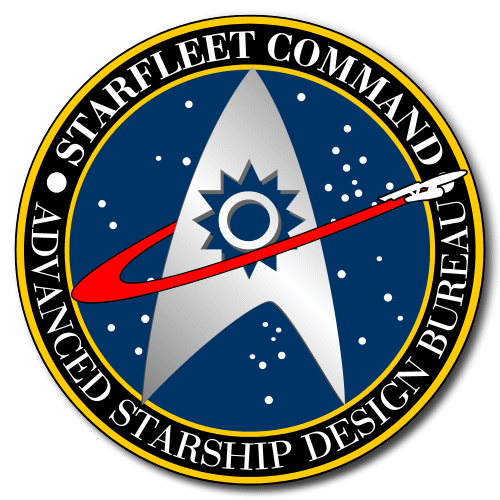 STARFLEET COMMAND
ADVANCED STARSHIP DESIGN BUREAU